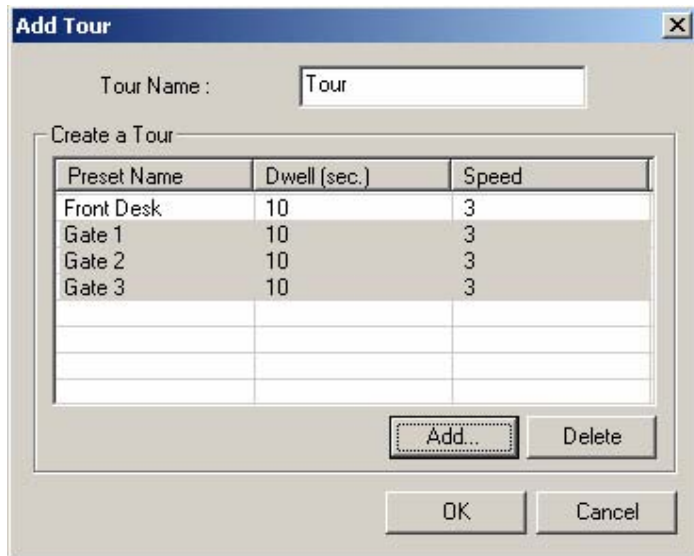 Add Tour
Tour Name : Tour
Create a Tour
Preset Name Dwell (sec.) Speed
Front Desk 10 3
Gate 1 10 3
Gate 2 10 3
Gate 3 10 3
Add... Delete
OK Cancel